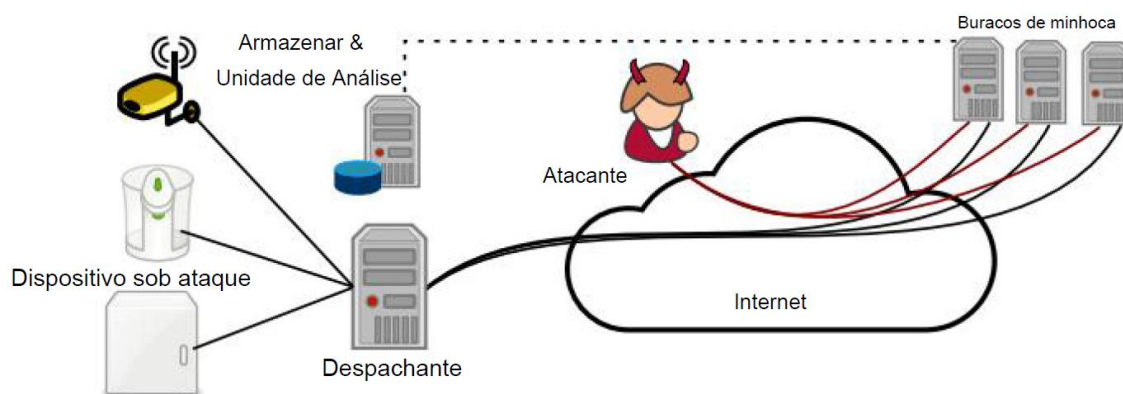 Armazenar &
Unidade de Análise
Buracos de minhoca
Atacante
Dispositivo sob ataque
Internet
Despachante